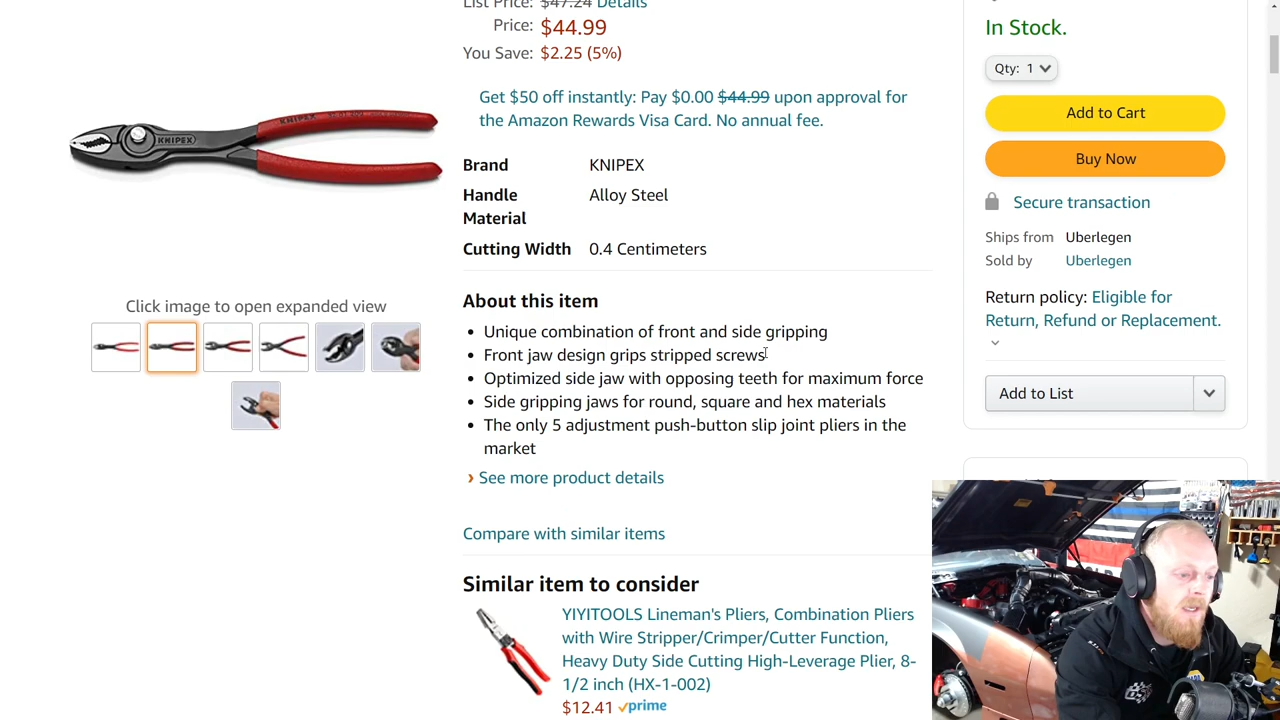 List Price: $47.24 Details
Price: $44.99
You Save: $2.25 (5%)
Get $50 off instantly: Pay $0.00 $44.99 upon approval for
the Amazon Rewards Visa Card. No annual fee.
Brand KNIPEX
Handle Material Alloy Steel
Cutting Width 0.4 Centimeters
KNIPEX
KNIPEX
Click image to open expanded view
About this item
• Unique combination of front and side gripping
• Front jaw design grips stripped screws
• Optimized side jaw with opposing teeth for maximum force
• Side gripping jaws for round, square and hex materials
• The only 5 adjustment push-button slip joint pliers in the
market
› See more product details
Compare with similar items
Similar item to consider
YIYITOOLS Lineman's Pliers, Combination Pliers
with Wire Stripper/Crimper/Cutter Function,
Heavy Duty Side Cutting High-Leverage Plier, 8-
1/2 inch (HX-1-002)
$12.41 prime
In Stock.
Qty: 1
Add to Cart
Buy Now
Secure transaction
Ships from Uberlegen
Sold by Uberlegen
Return policy: Eligible for
Return, Refund or Replacement.
Add to List